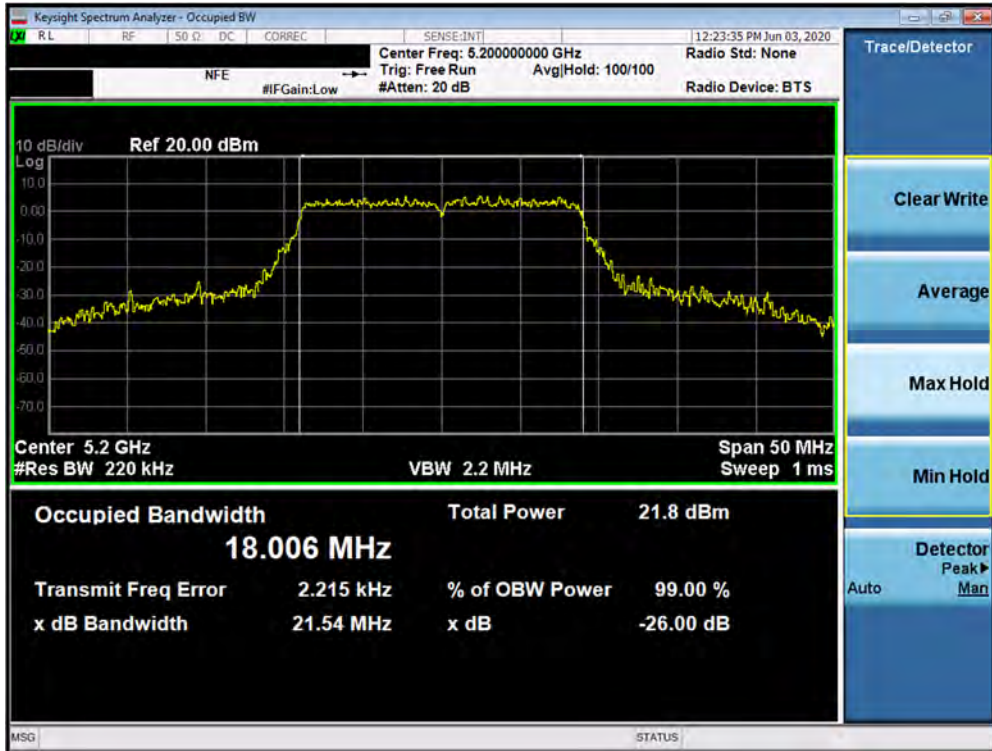 Keysight Spectrum Analyzer - Occupied BW
LXI RL RF 50 Ω DC CORREC SENSE:INT 12:23:35 PM Jun 03, 2020
Center Freq: 5.200000000 GHz Radio Std: None
NFE Trig: Free Run Avg|Hold: 100/100
#IFGain:Low #Atten: 20 dB Radio Device: BTS
Trace/Detector
10 dB/div Ref 20.00 dBm
Log
10.0
0.00
-10.0
-20.0
-30.0
-40.0
-50.0
-60.0
-70.0
Center 5.2 GHz Span 50 MHz
#Res BW 220 kHz VBW 2.2 MHz Sweep 1 ms
Occupied Bandwidth Total Power 21.8 dBm
18.006 MHz
Transmit Freq Error 2.215 kHz % of OBW Power 99.00 %
x dB Bandwidth 21.54 MHz x dB -26.00 dB
Clear Write
Average
Max Hold
Min Hold
Detector
Peak▶
Auto Man
MSG STATUS